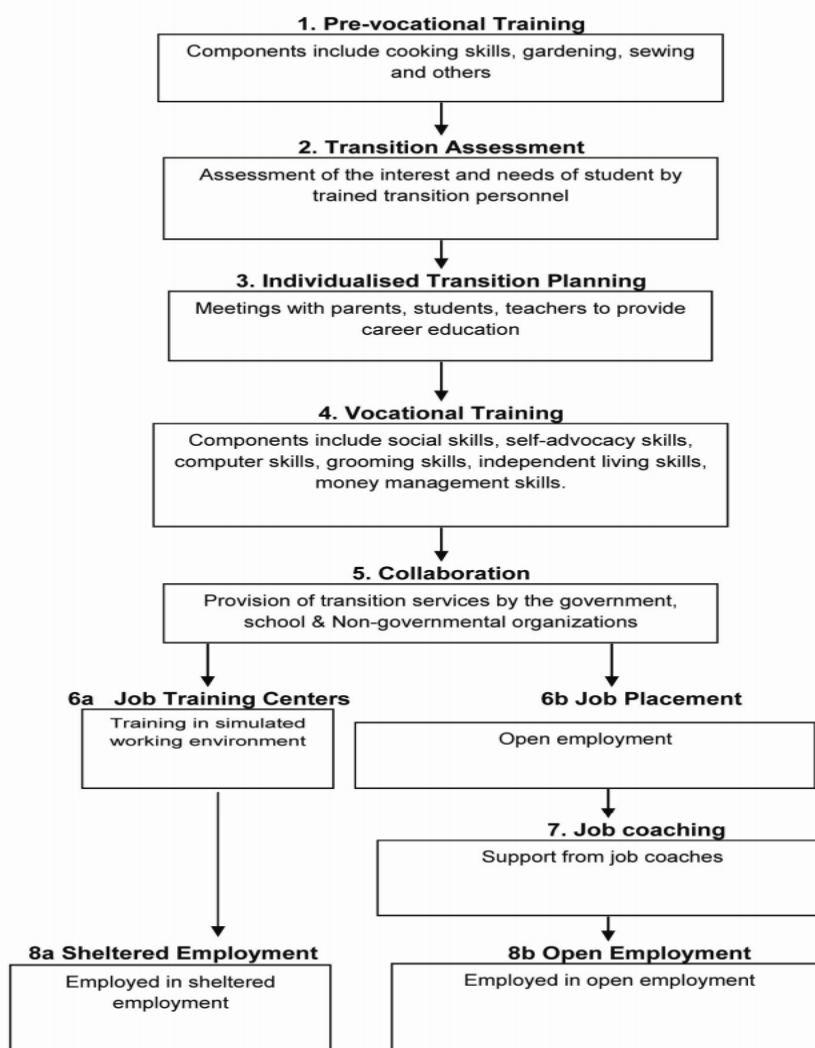 1. Pre-vocational Training
Components include cooking skills, gardening, sewing
and others
2. Transition Assessment
Assessment of the interest and needs of student by
trained transition personnel
3. Individualised Transition Planning
Meetings with parents, students, teachers to provide
career education
4. Vocational Training
Components include social skills, self-advocacy skills,
computer skills, grooming skills, independent living skills,
money management skills.
5. Collaboration
Provision of transition services by the government,
school & Non-governmental organizations
6a Job Training Centers
Training in simulated
working environment
6b Job Placement
Open employment
7. Job coaching
Support from job coaches
8a Sheltered Employment
Employed in sheltered
employment
8b Open Employment
Employed in open employment